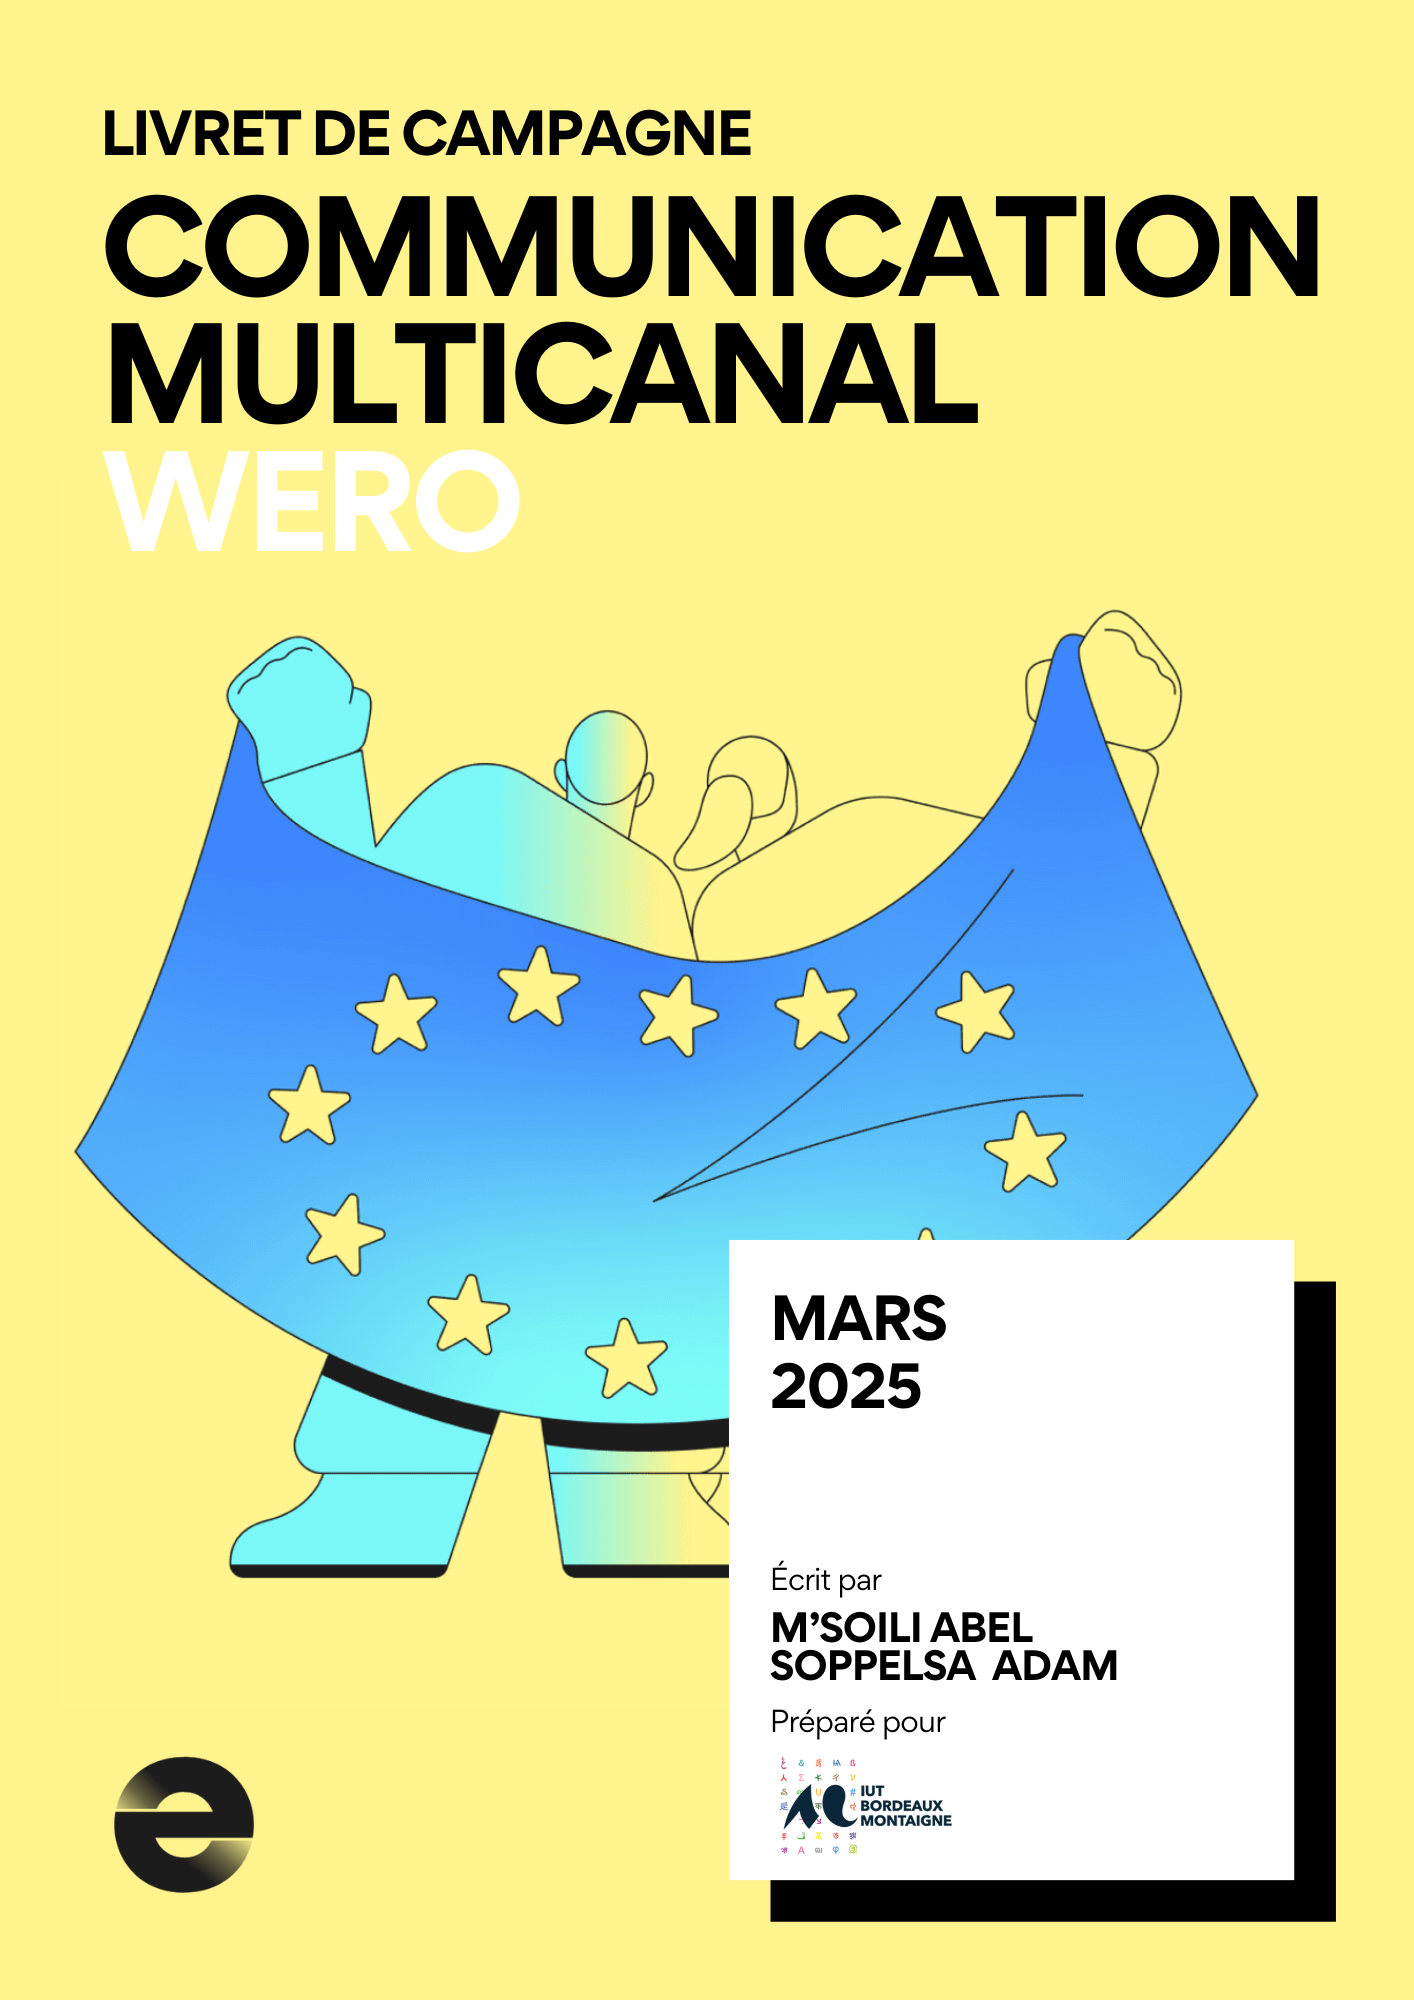 LIVRET DE CAMPAGNE
COMMUNICATION
MULTICANAL
WERO
MARS
2025
Écrit par
M’SOILI ABEL
SOPPELSA ADAM
Préparé pour
IUT
BORDEAUX
MONTAIGNE
e